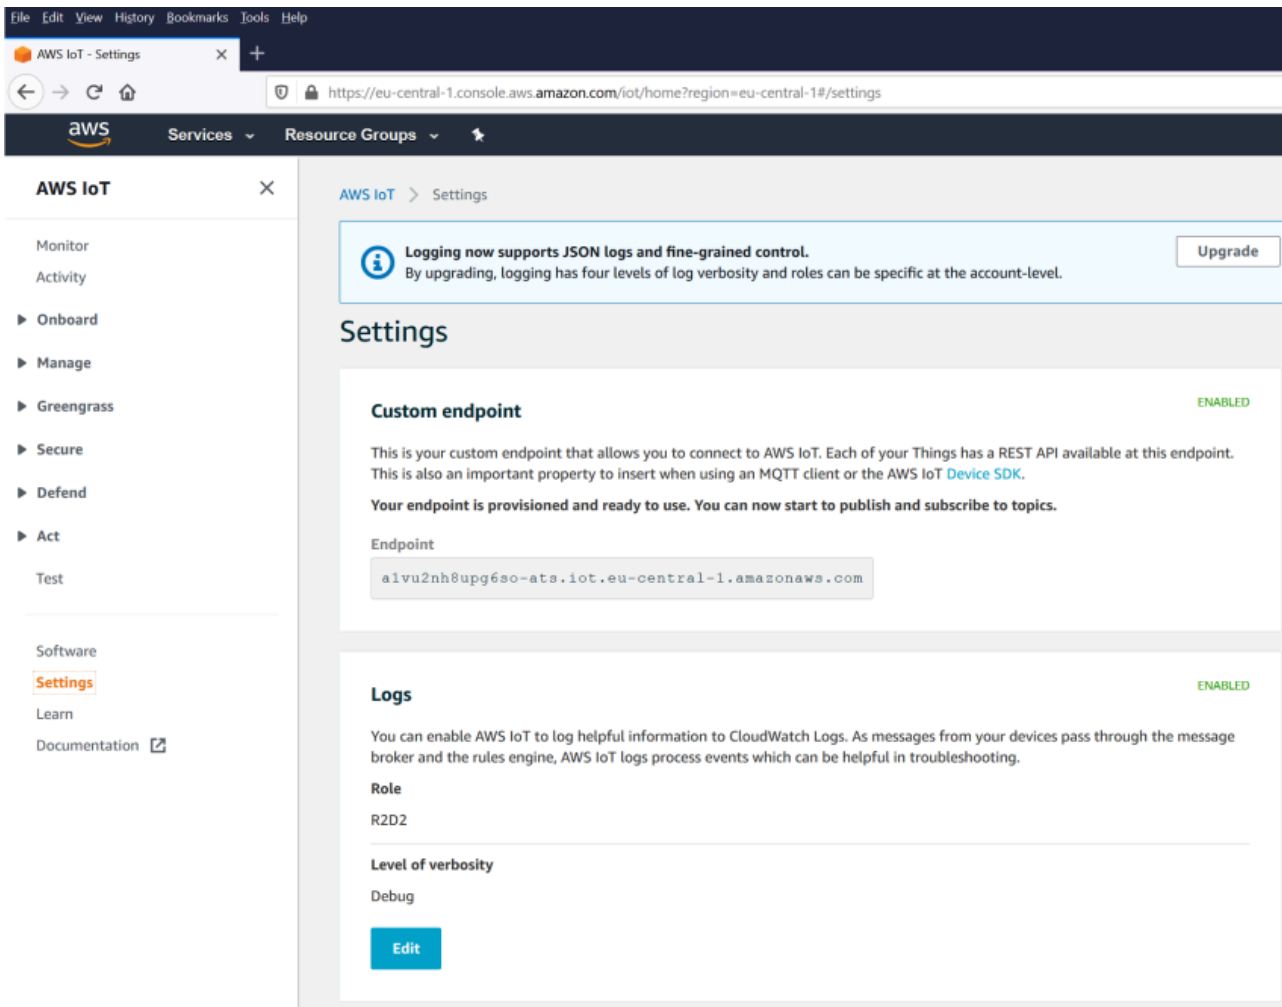 File Edit View History Bookmarks Tools Help
AWS IoT - Settings
https://eu-central-1.console.aws.amazon.com/iot/home?region=eu-central-1#/settings
aws Services Resource Groups
AWS IoT
Monitor
Activity
Onboard
Manage
Greengrass
Secure
Defend
Act
Test
Software
Settings
Learn
Documentation
AWS IoT > Settings
Logging now supports JSON logs and fine-grained control.
By upgrading, logging has four levels of log verbosity and roles can be specific at the account-level.
Upgrade
Settings
Custom endpoint
ENABLED
This is your custom endpoint that allows you to connect to AWS IoT. Each of your Things has a REST API available at this endpoint.
This is also an important property to insert when using an MQTT client or the AWS IoT Device SDK.
Your endpoint is provisioned and ready to use. You can now start to publish and subscribe to topics.
Endpoint
a1vu2nh8upg6so-ats.iot.eu-central-1.amazonaws.com
Logs
ENABLED
You can enable AWS IoT to log helpful information to CloudWatch Logs. As messages from your devices pass through the message
broker and the rules engine, AWS IoT logs process events which can be helpful in troubleshooting.
Role
R2D2
Level of verbosity
Debug
Edit